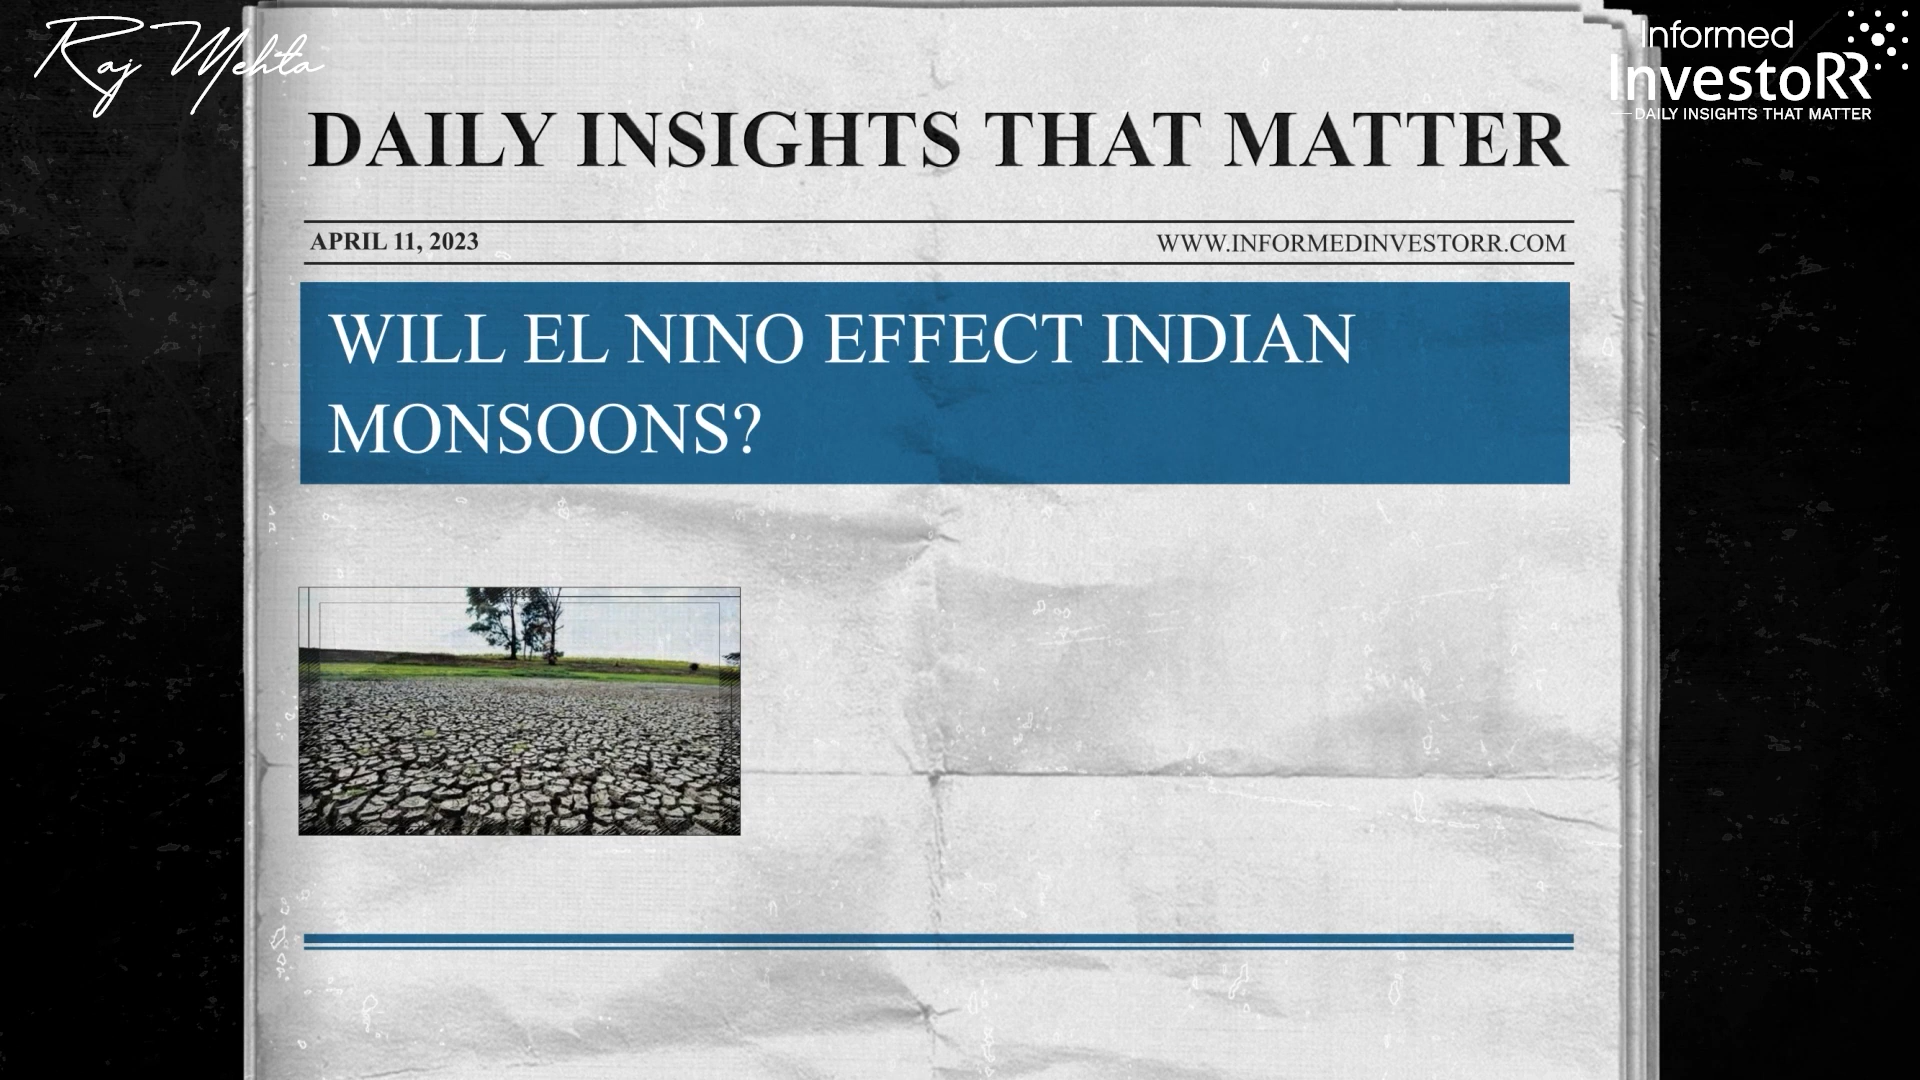 Raj Mehta
Informed
InvestoRR
DAILY INSIGHTS THAT MATTER
DAILY INSIGHTS THAT MATTER
APRIL 11, 2023
WWW.INFORMEDINVESTORR.COM
WILL EL NINO EFFECT INDIAN
MONSOONS?